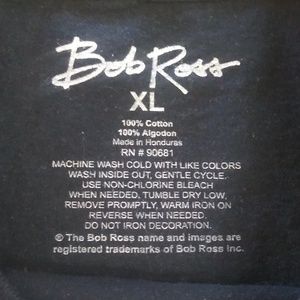 Bob Ross
XL
100% Cotton
100% Algodon
Made in Honduras
RN # 90681
MACHINE WASH COLD WITH LIKE COLORS
WASH INSIDE OUT, GENTLE CYCLE.
USE NON-CHLORINE BLEACH
WHEN NEEDED, TUMBLE DRY LOW,
REMOVE PROMPTLY, WARM IRON ON
REVERSE WHEN NEEDED.
DO NOT IRON DECORATION.
® The Bob Ross name and images are
registered trademarks of Bob Ross Inc.